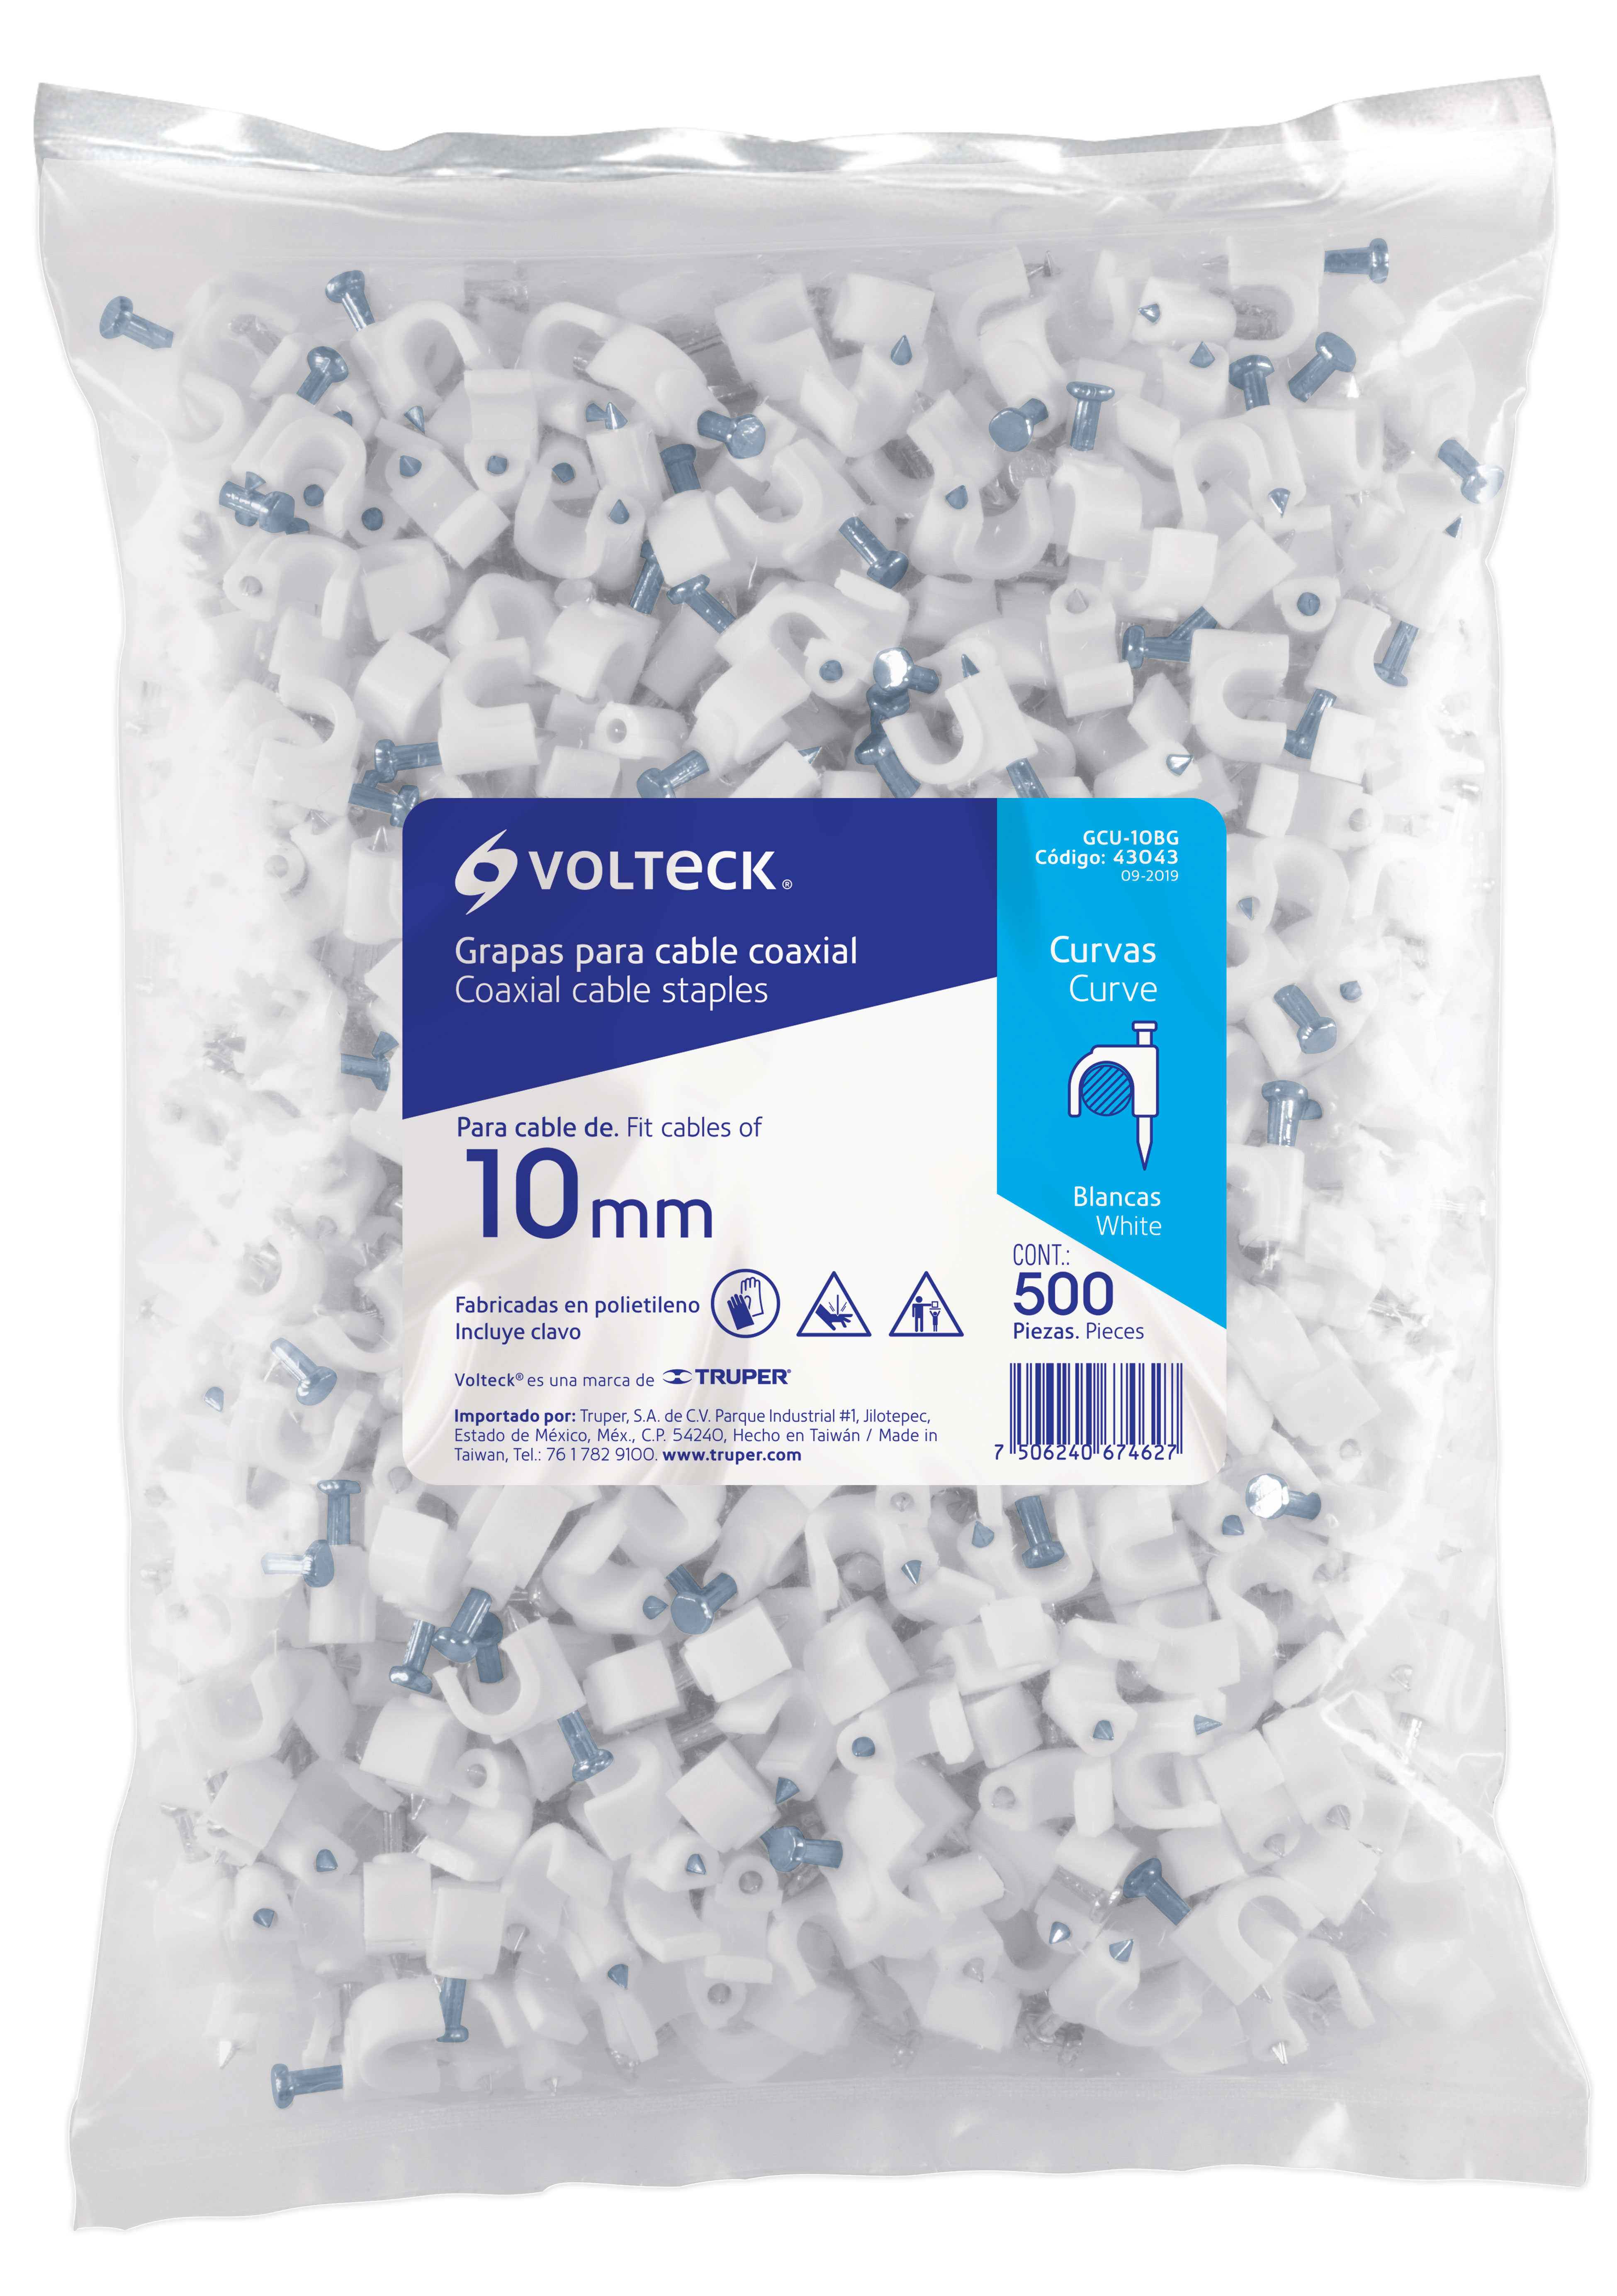 VOLTECK®
Grapas para cable coaxial
Coaxial cable staples
GCU-10BG
Código: 43043
09-2019
Curvas
Curve
Blancas
White
Para cable de. Fit cables of
10 mm
Fabricadas en polietileno
Incluye clavo
CONT.:
500
Piezas. Pieces
Volteck® es una marca de TRUPER®
Importado por: Truper, S.A. de C.V. Parque Industrial #1, Jilotepec,
Estado de México, Méx., C.P. 54240, Hecho en Taiwán / Made in
Taiwan, Tel.: 76 1 782 9100. www.truper.com
7 506240 674627